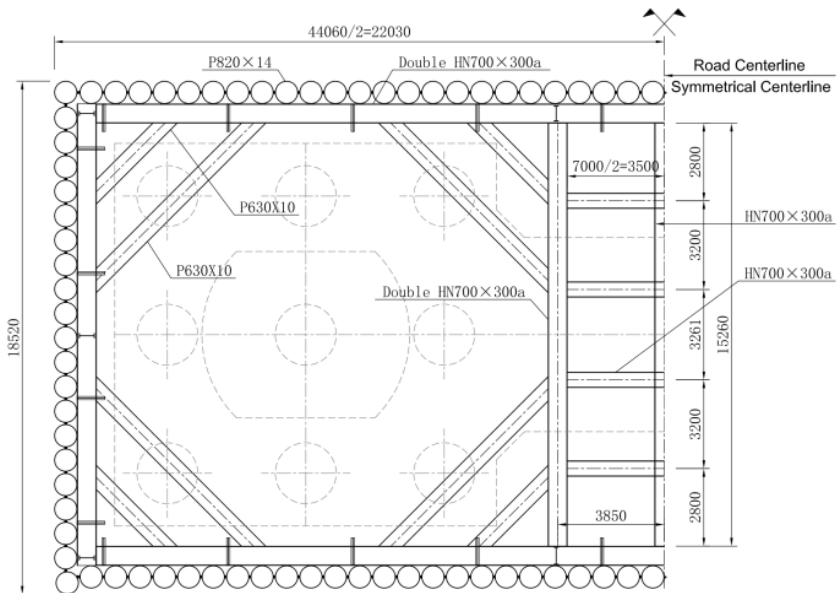 44060/2=22030
P820×14
Double HN700×300a
Road Centerline
Symmetrical Centerline
18520
7000/2=3500
2800
P630X10
HN700×300a
3200
P630X10
HN700×300a
Double HN700×300a
3261
15260
3200
3850
2800